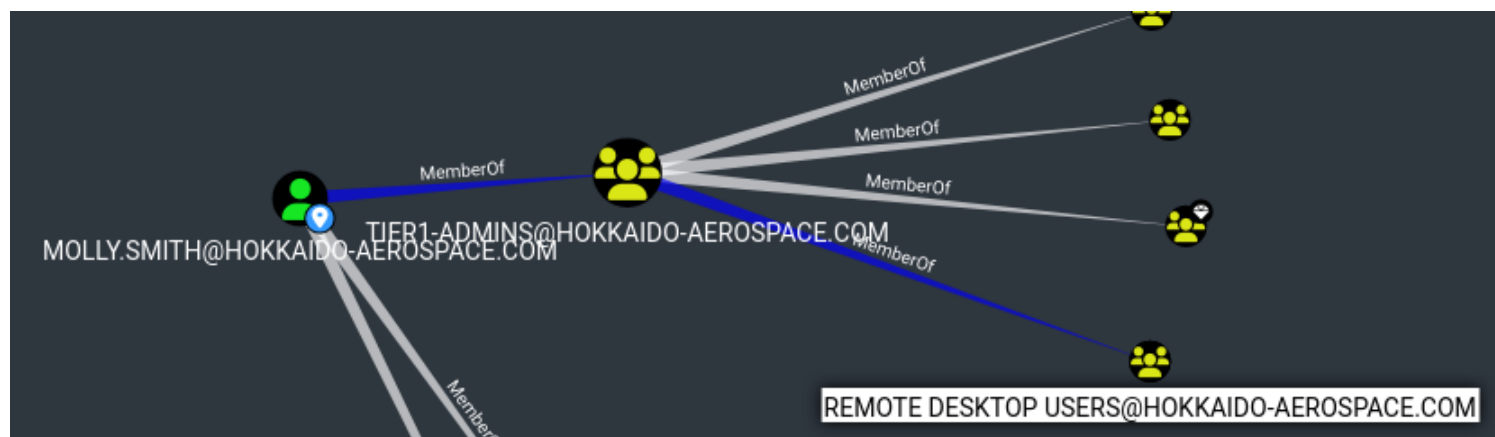 MemberOf
MemberOf
MemberOf
MemberOf
TIER1-ADMINS@HOKKAIDO-AEROSPACE.COM
MOLLY.SMITH@HOKKAIDO-AEROSPACE.COM
MemberOf
REMOTE DESKTOP USERS@HOKKAIDO-AEROSPACE.COM